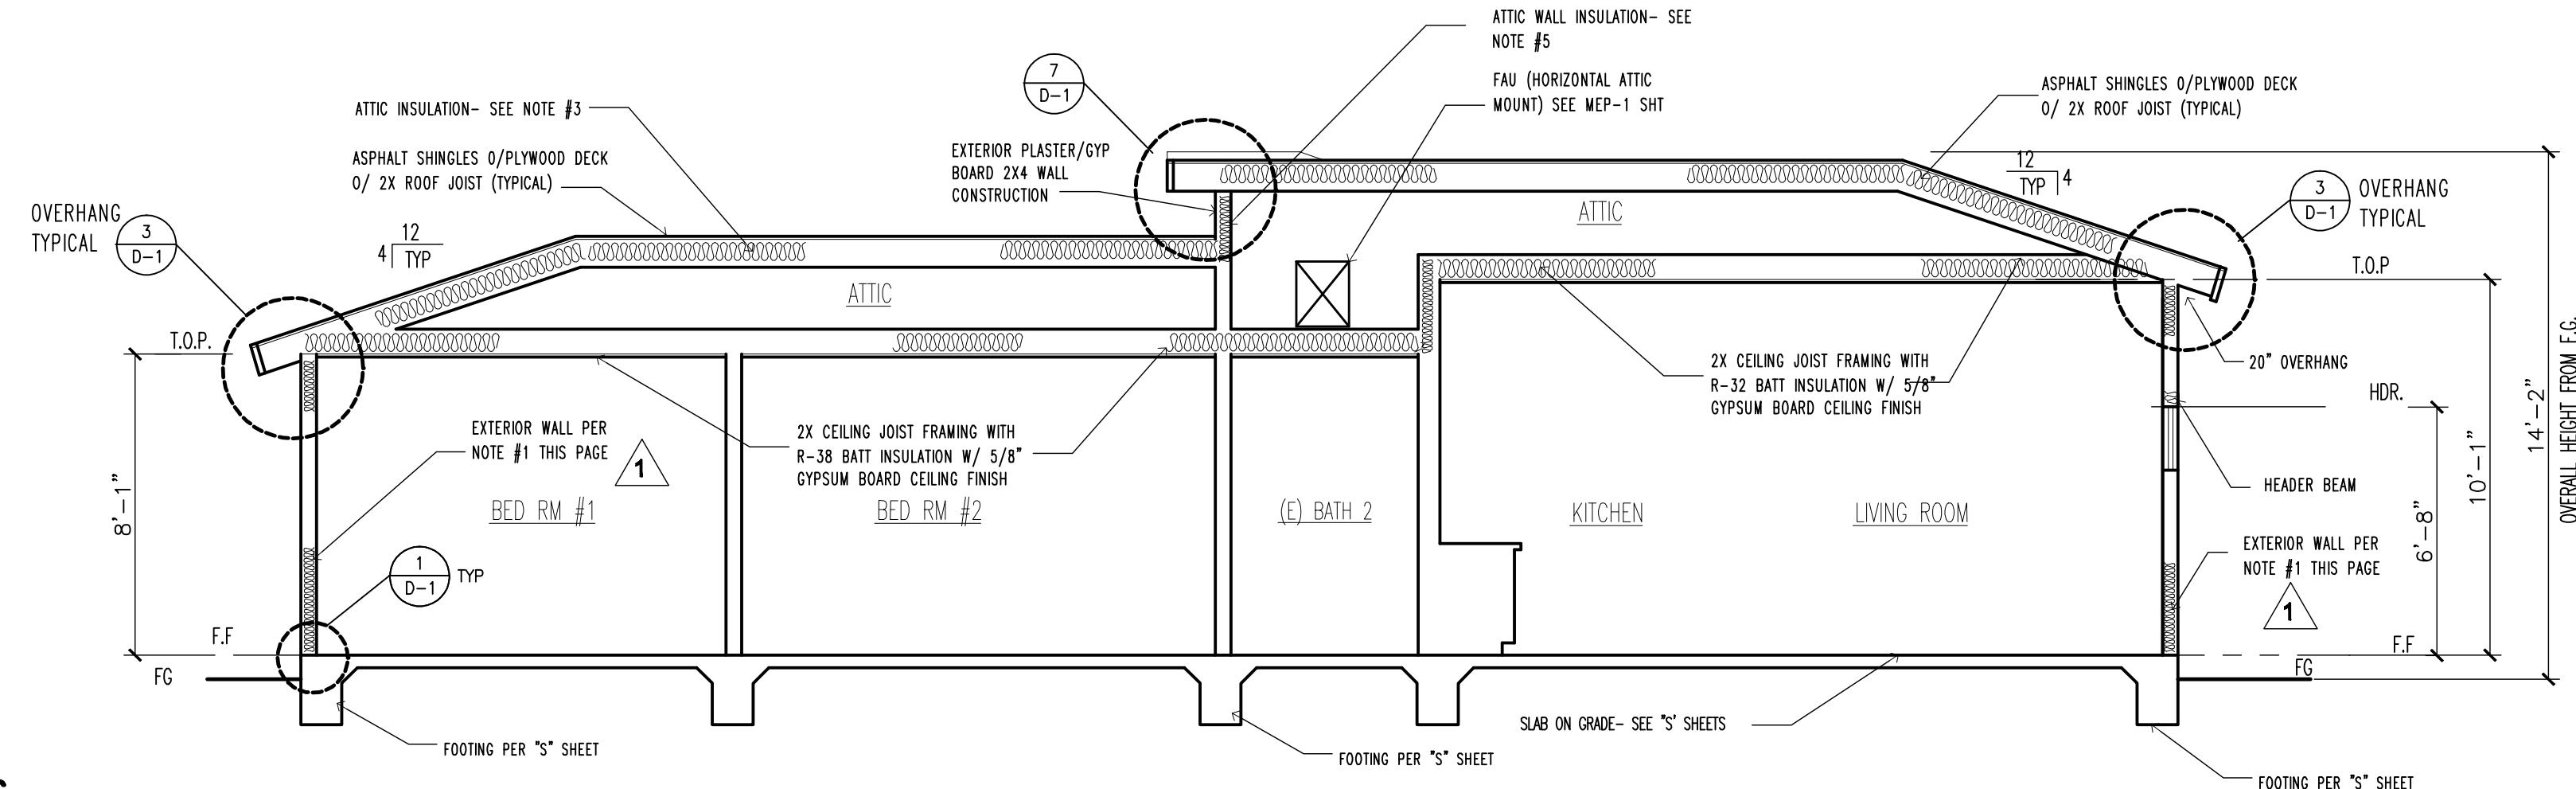 ATTIC WALL INSULATION- SEE
NOTE #5
FAU (HORIZONTAL ATTIC
MOUNT) SEE MEP-1 SHT
7
D-1
ATTIC INSULATION- SEE NOTE #3
ASPHALT SHINGLES O/PLYWOOD DECK
O/ 2X ROOF JOIST (TYPICAL)
EXTERIOR PLASTER/GYP
BOARD 2X4 WALL
CONSTRUCTION
ASPHALT SHINGLES O/PLYWOOD DECK
O/ 2X ROOF JOIST (TYPICAL)
12
TYP
4
3
D-1
OVERHANG
TYPICAL
OVERHANG
TYPICAL
3
D-1
12
4
TYP
ATTIC
ATTIC
T.O.P
T.O.P.
20" OVERHANG
2X CEILING JOIST FRAMING WITH
R-32 BATT INSULATION W/ 5/8"
GYPSUM BOARD CEILING FINISH
HDR.
EXTERIOR WALL PER
NOTE #1 THIS PAGE
1
2X CEILING JOIST FRAMING WITH
R-38 BATT INSULATION W/ 5/8"
GYPSUM BOARD CEILING FINISH
HEADER BEAM
8'-1"
BED RM #1
BED RM #2
(E) BATH 2
KITCHEN
LIVING ROOM
6'-8"
10'-1"
14'-2"
OVERALL HEIGHT FROM F.G.
EXTERIOR WALL PER
NOTE #1 THIS PAGE
1
1
D-1
TYP
F.F
FG
F.F
FG
SLAB ON GRADE- SEE "S' SHEETS
FOOTING PER "S" SHEET
FOOTING PER "S" SHEET
FOOTING PER "S" SHEET